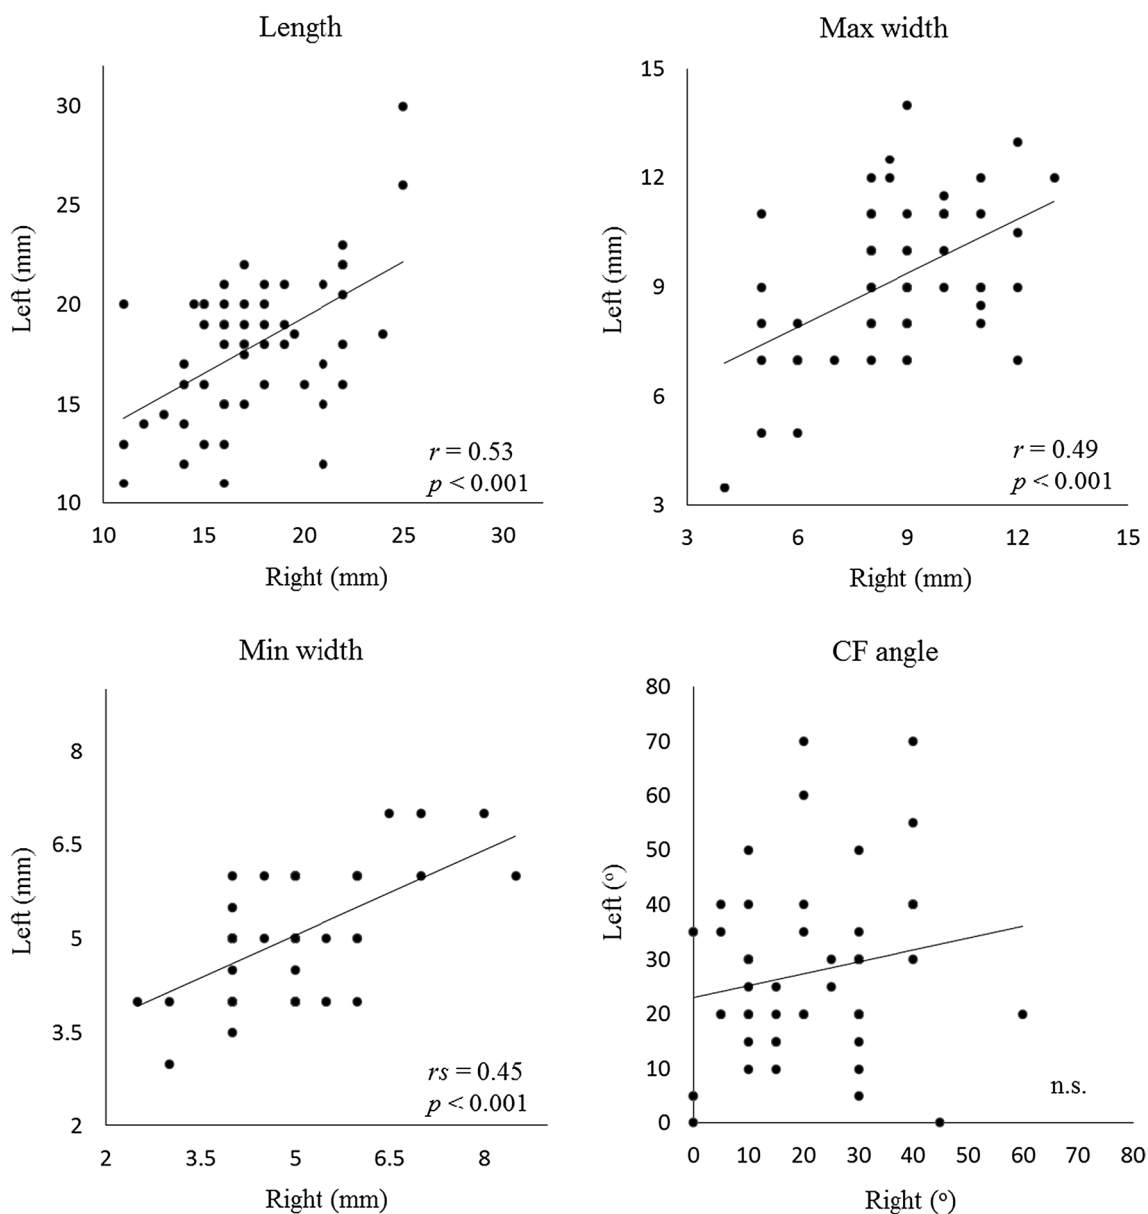 Length
30
25
20
15
10
10 15 20 25 30
Left (mm)
Right (mm)
r = 0.53
p < 0.001
Max width
15
12
9
6
3
3 6 9 12 15
Left (mm)
Right (mm)
r = 0.49
p < 0.001
Min width
8
6.5
5
3.5
2
2 3.5 5 6.5 8
Left (mm)
Right (mm)
rs = 0.45
p < 0.001
CF angle
80
70
60
50
40
30
20
10
0
0 10 20 30 40 50 60 70 80
Left (°)
Right (°)
n.s.